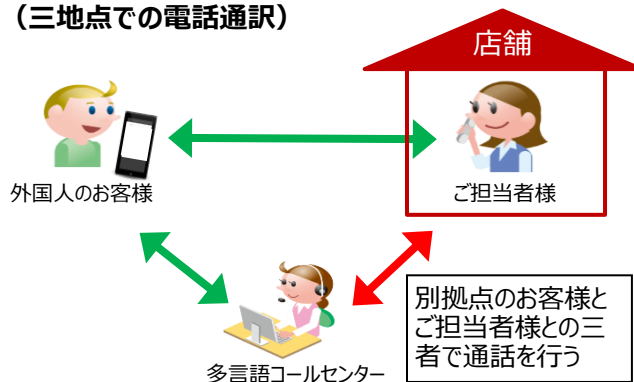 （三地点での電話通訳）
店舗
外国人のお客様
ご担当者様
別拠点のお客様と
ご担当者様との三
者で通話を行う
多言語コールセンター